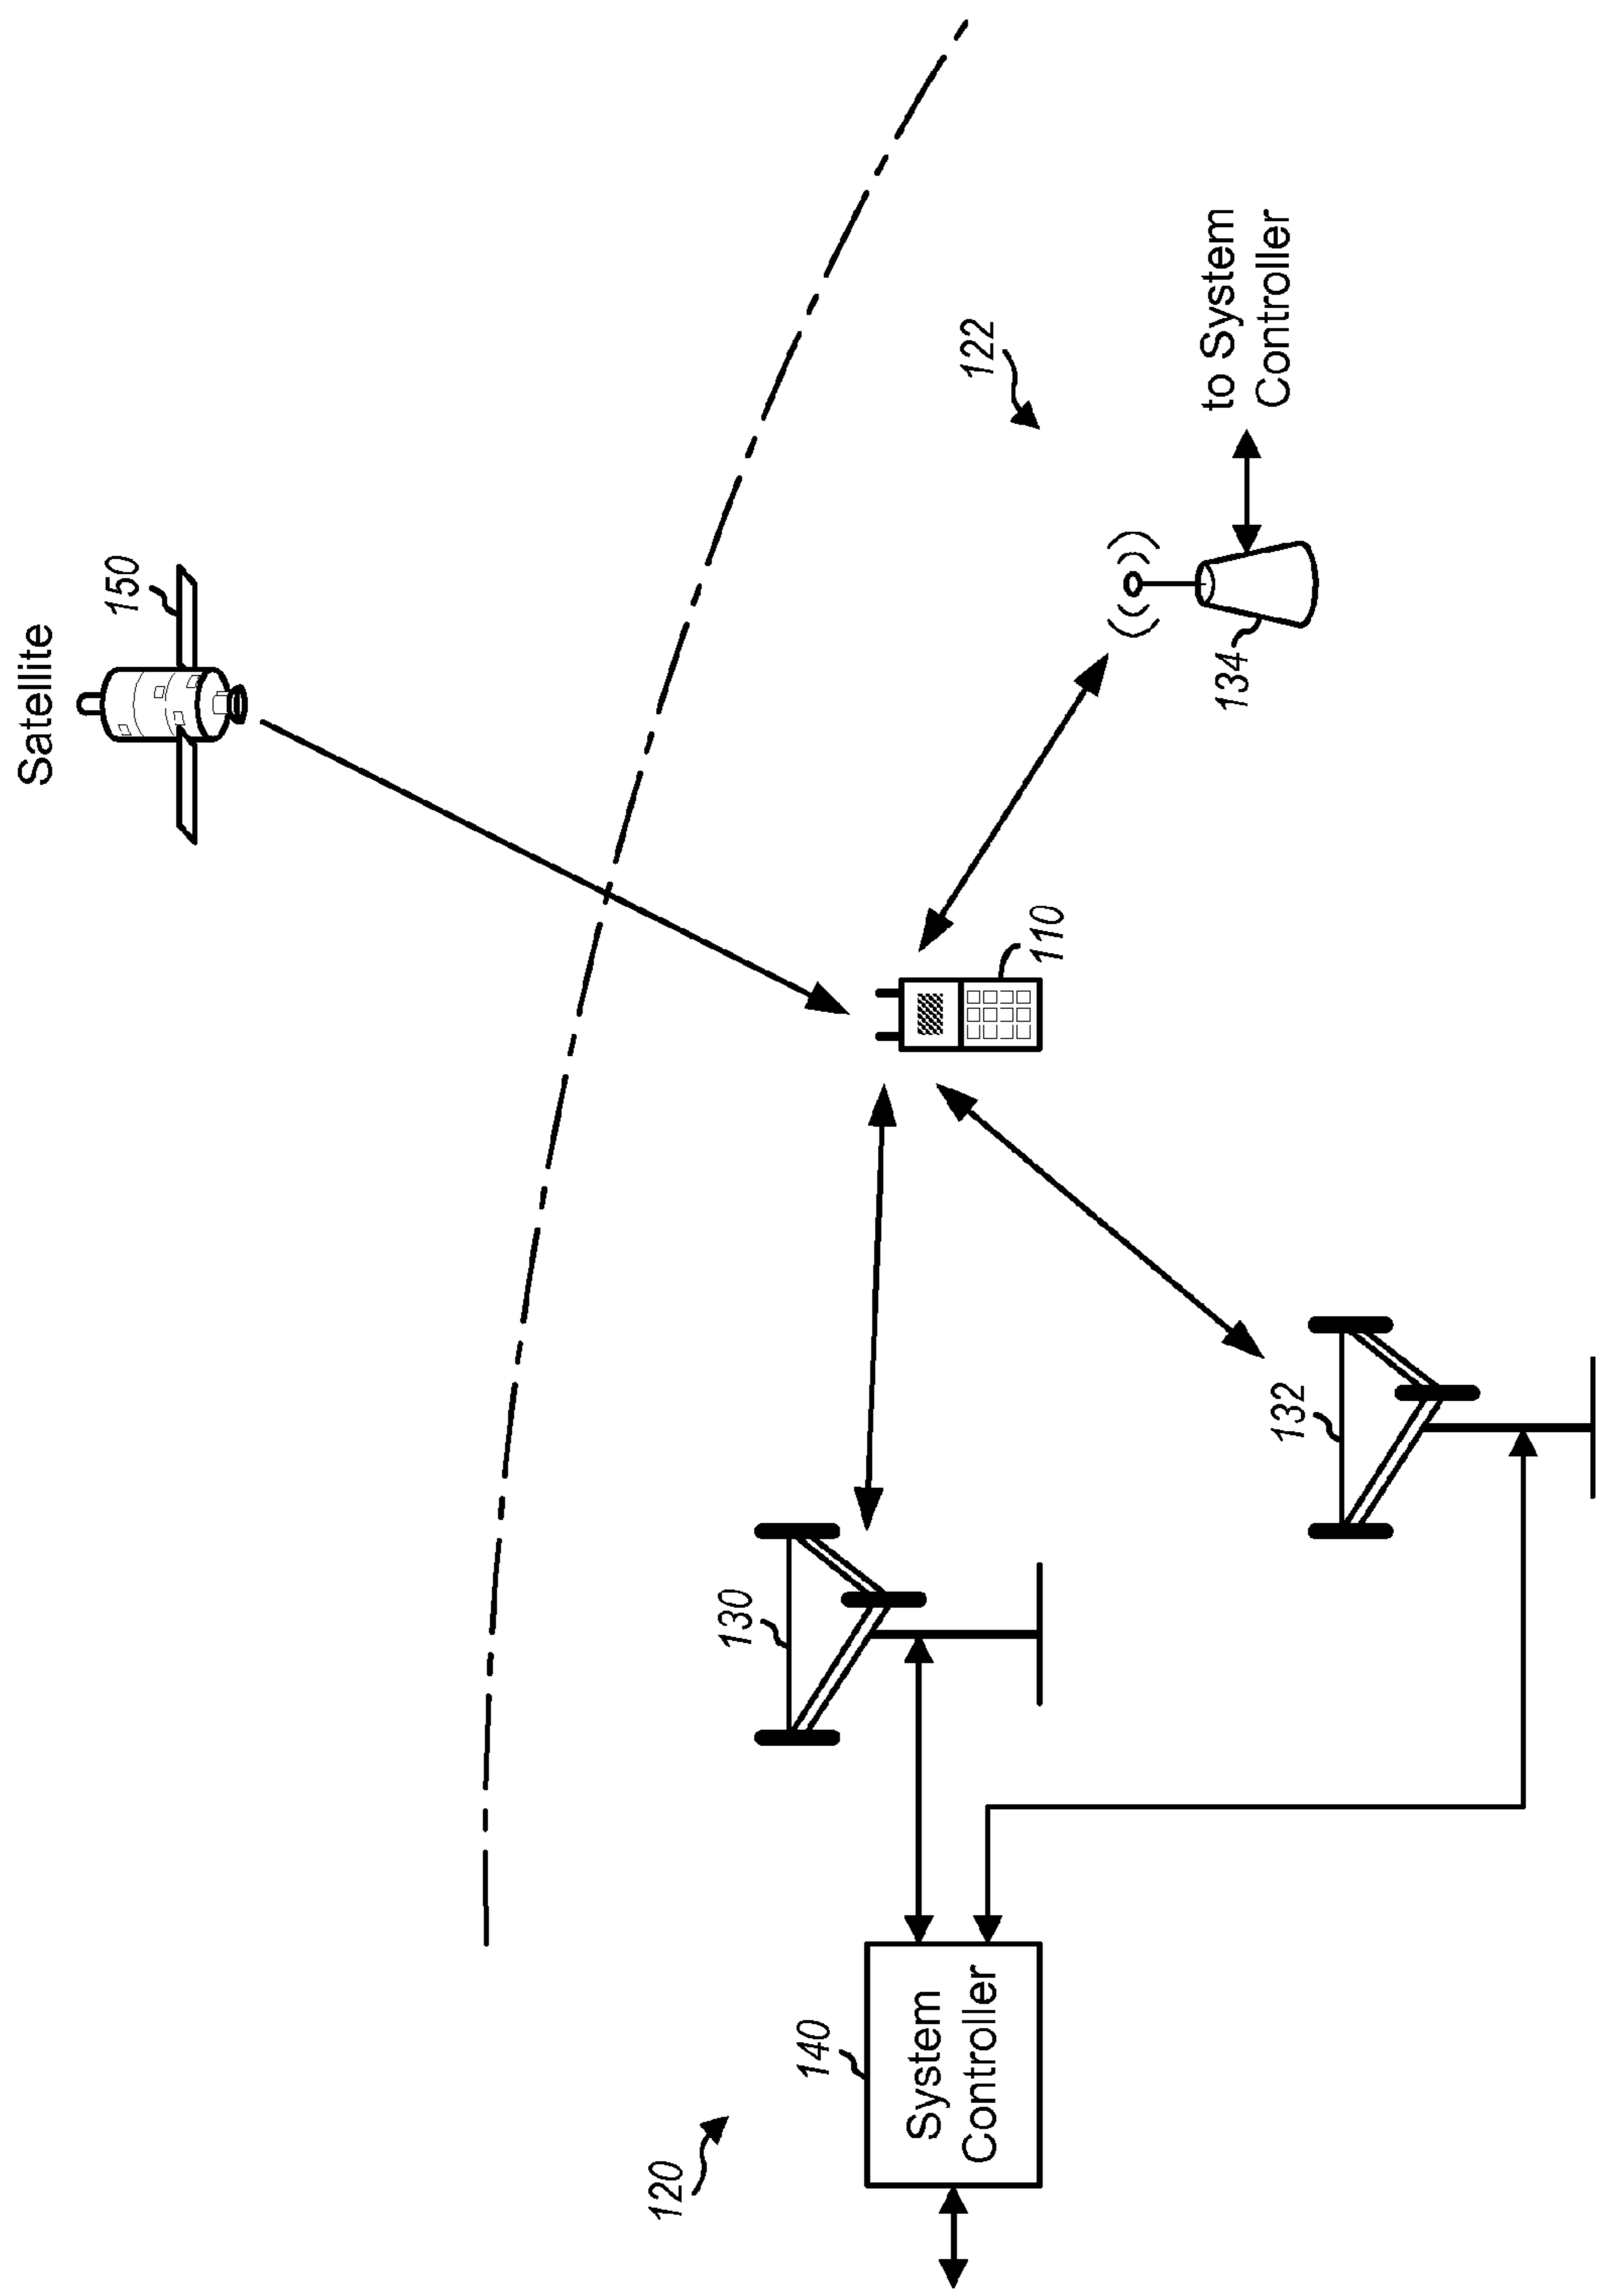 Satellite
150
122
to System
Controller
134
110
130
132
120
140
System
Controller